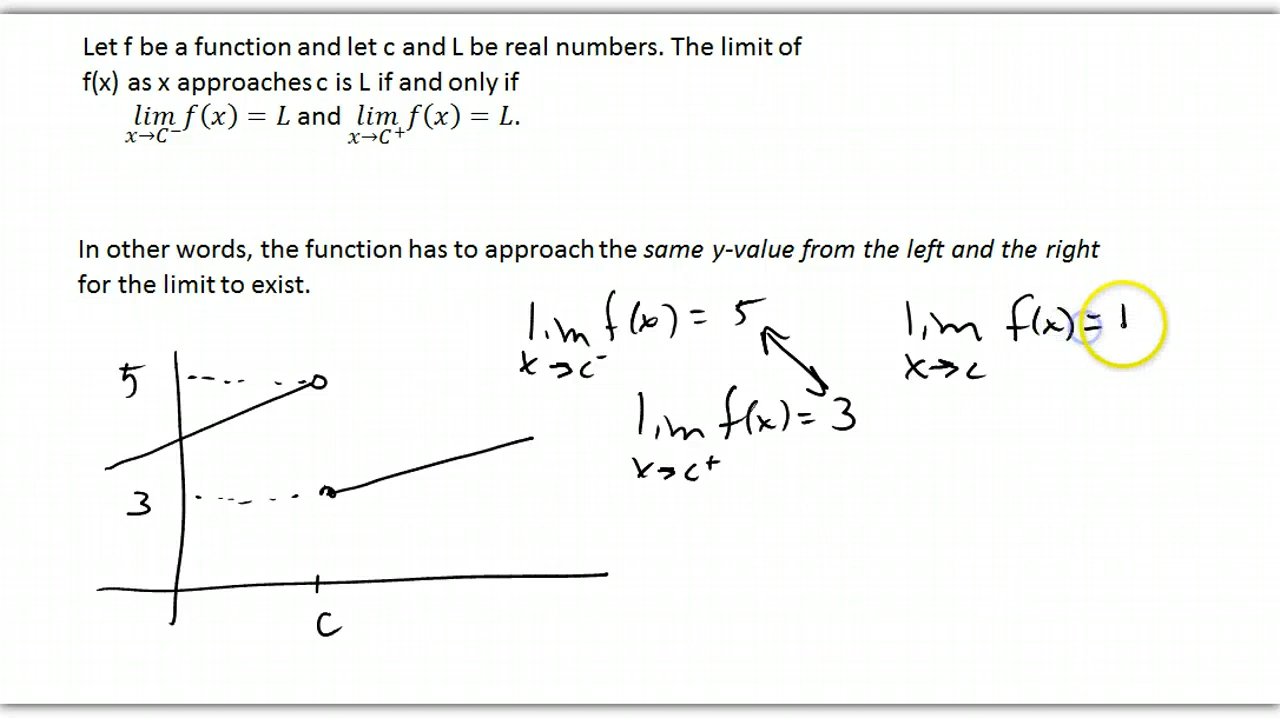 Let f be a function and let c and L be real numbers. The limit of
f(x) as x approaches c is L if and only if
lim f(x) = L and lim f(x) = L.
x→C⁻ x→C⁺
In other words, the function has to approach the same y-value from the left and the right
for the limit to exist.
lim f(x) = 5
x→c⁻
lim f(x) = 1
x→c
lim f(x) = 3
x→c⁺
5
3
C